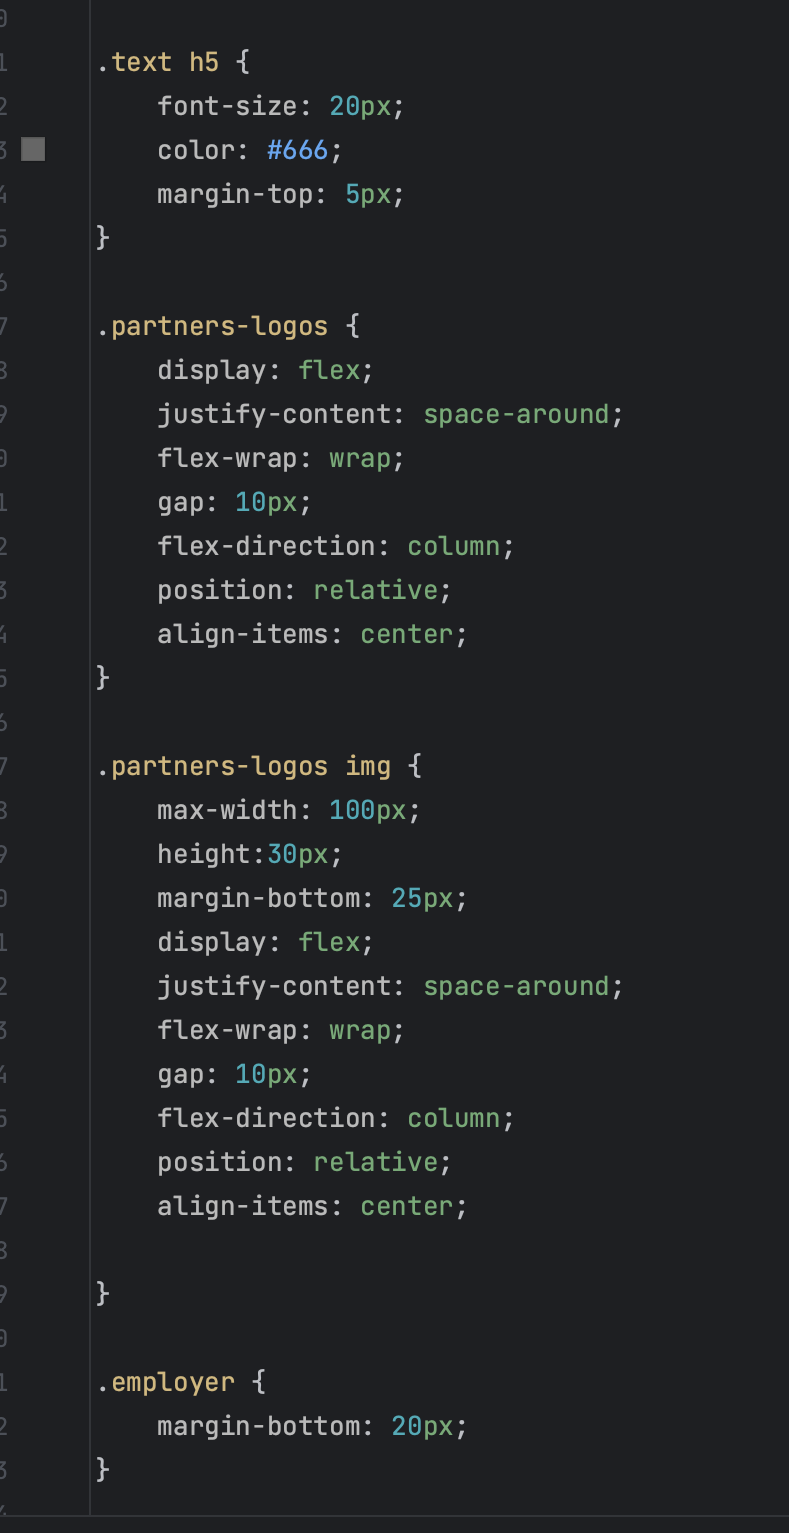 .text h5 {
    font-size: 20px;
    color: #666;
    margin-top: 5px;
}
.partners-logos {
    display: flex;
    justify-content: space-around;
    flex-wrap: wrap;
    gap: 10px;
    flex-direction: column;
    position: relative;
    align-items: center;
}
.partners-logos img {
    max-width: 100px;
    height:30px;
    margin-bottom: 25px;
    display: flex;
    justify-content: space-around;
    flex-wrap: wrap;
    gap: 10px;
    flex-direction: column;
    position: relative;
    align-items: center;
}
.employer {
    margin-bottom: 20px;
}